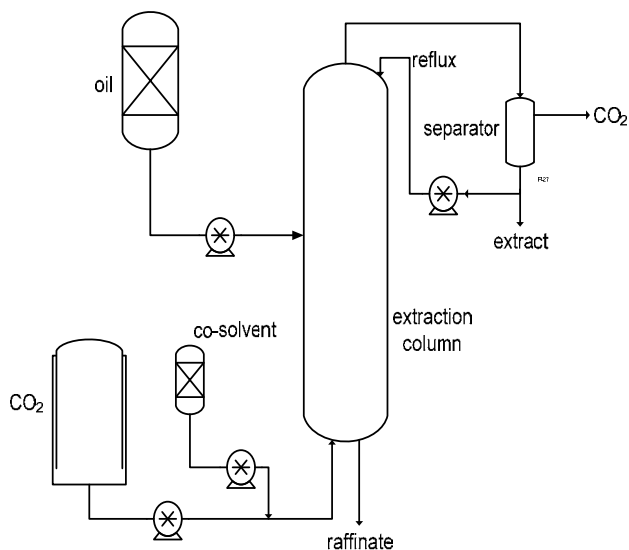 oil
reflux
separator
CO2
extract
co-solvent
extraction
column
CO2
raffinate